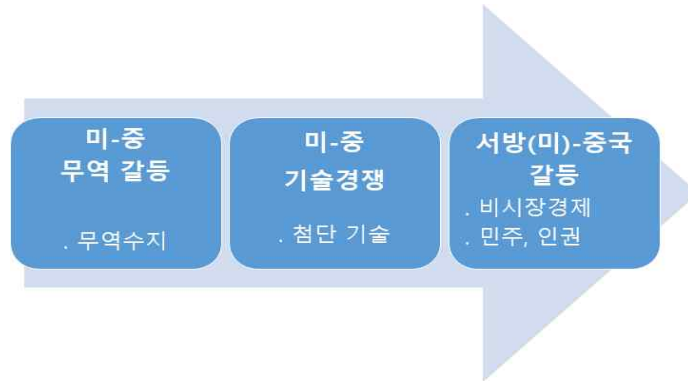 미-중
무역 갈등
. 무역수지
미-중
기술경쟁
. 첨단 기술
서방(미)-중국
갈등
. 비시장경제
. 민주, 인권